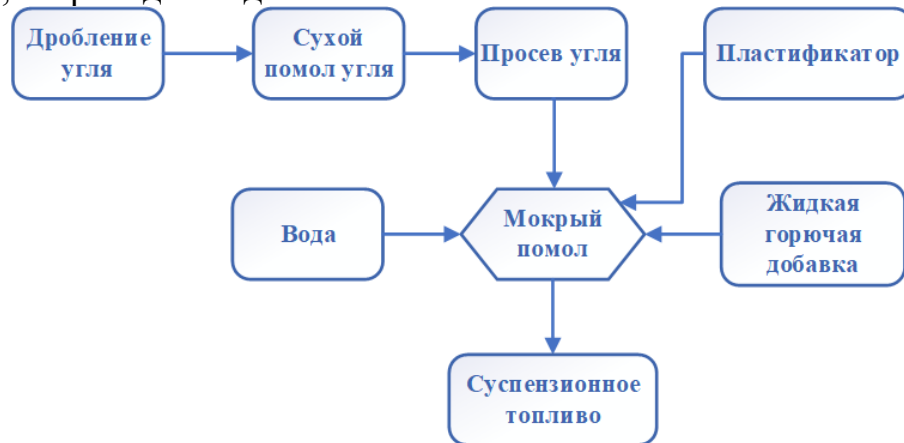 Дробление
угля
Сухой
помол угля
Просев угля
Пластификатор
Вода
Мокрый
помол
Жидкая
горючая
добавка
Суспензионное
топливо